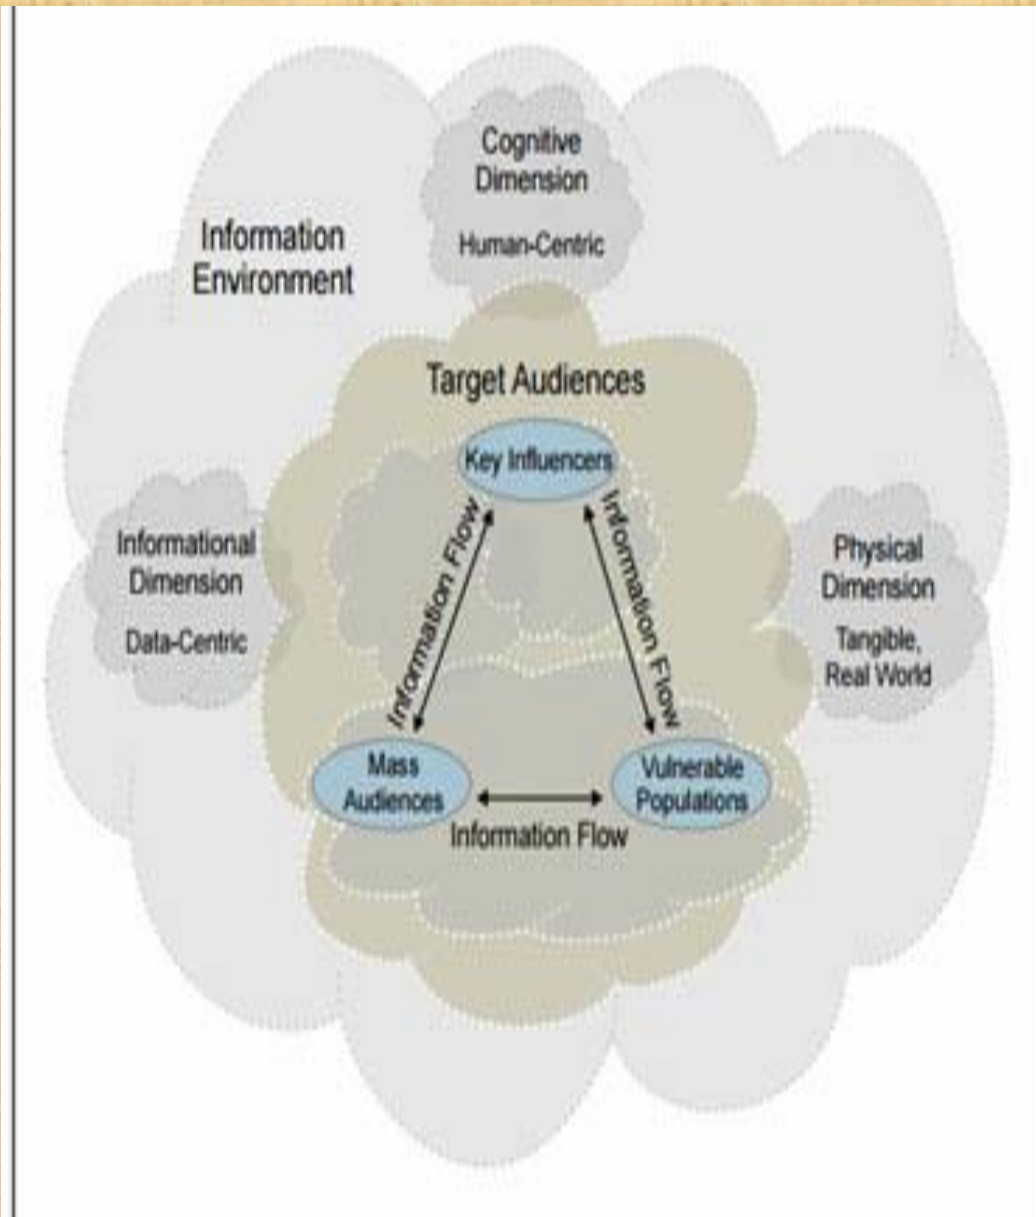 Cognitive
Dimension
Human-Centric
Information
Environment
Target Audiences
Key Influencers
Information Flow
Information Flow
Informational
Dimension
Data-Centric
Physical
Dimension
Tangible,
Real World
Mass
Audiences
Vulnerable
Populations
Information Flow